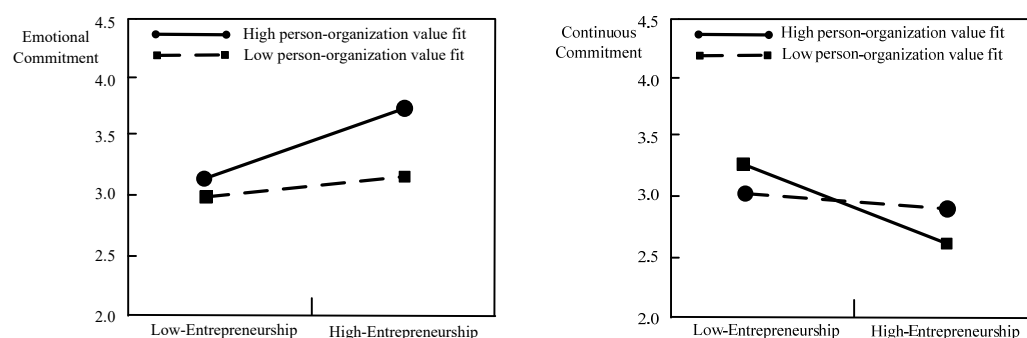 Emotional
Commitment
4.5
4.0
3.5
3.0
2.5
2.0
High person-organization value fit
Low person-organization value fit
Low-Entrepreneurship
High-Entrepreneurship
Continuous
Commitment
4.5
4.0
3.5
3.0
2.5
2.0
High person-organization value fit
Low person-organization value fit
Low-Entrepreneurship
High-Entrepreneurship